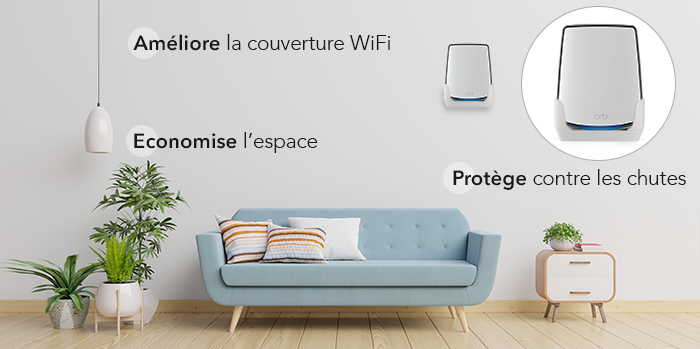 Améliore la couverture WiFi
orbi
Economise l'espace
Protège contre les chutes